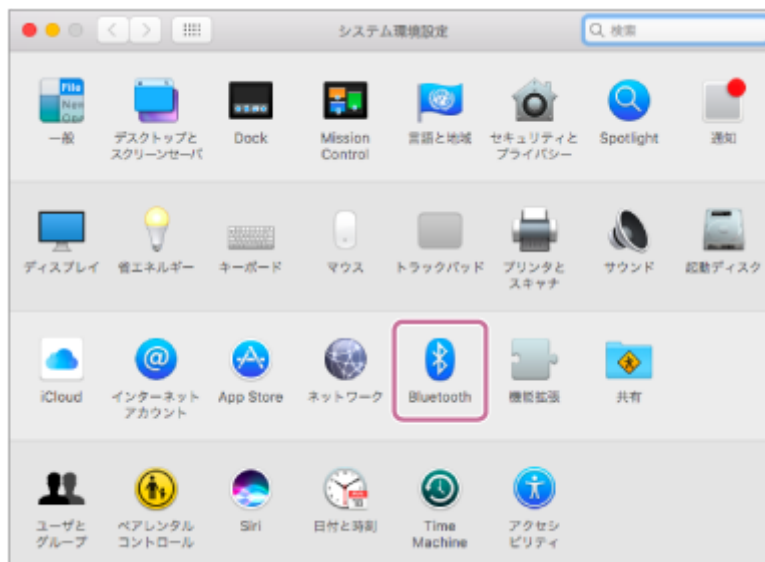 システム環境設定
検索
File
New
Ope
一般
デスクトップと
スクリーンセーバ
Dock
Mission
Control
言語と地域
セキュリティと
プライバシー
Spotlight
通知
ディスプレイ
省エネルギー
キーボード
マウス
トラックパッド
プリンタと
スキャナ
サウンド
起動ディスク
iCloud
インターネット
アカウント
App Store
ネットワーク
Bluetooth
機能拡張
共有
ユーザと
グループ
ペアレンタル
コントロール
Siri
日付と時刻
Time
Machine
アクセシ
ビリティ